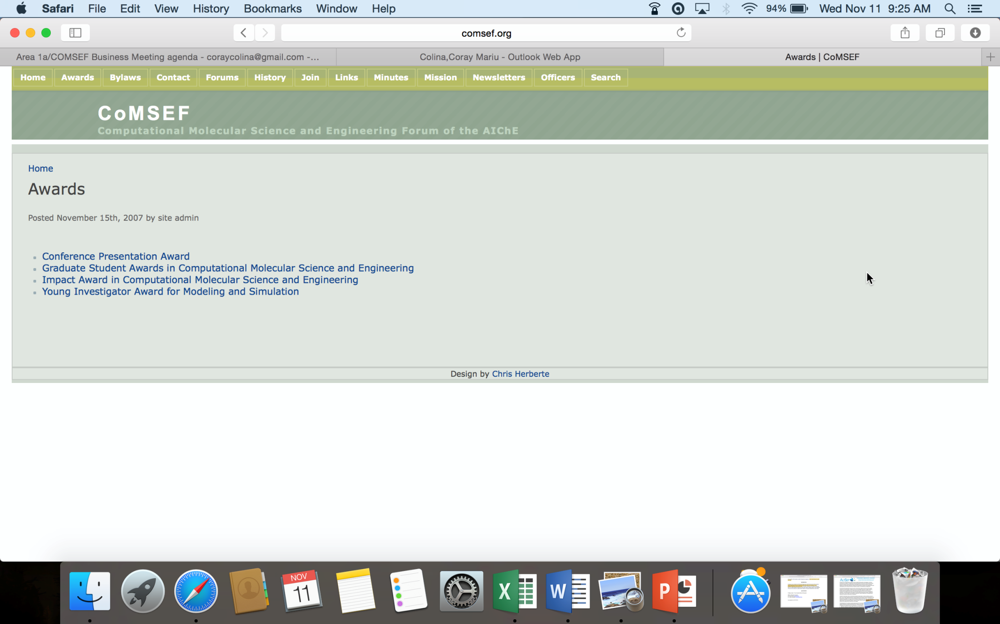 Safari File Edit View History Bookmarks Window Help 94% Wed Nov 11 9:25 AM
comsef.org
Area 1a/COMSEF Business Meeting agenda - coraycolina@gmail.com -... Colina,Coray Mariu - Outlook Web App Awards | CoMSEF
Home Awards Bylaws Contact Forums History Join Links Minutes Mission Newsletters Officers Search
CoMSEF
Computational Molecular Science and Engineering Forum of the AIChE
Home
Awards
Posted November 15th, 2007 by site admin
Conference Presentation Award
Graduate Student Awards in Computational Molecular Science and Engineering
Impact Award in Computational Molecular Science and Engineering
Young Investigator Award for Modeling and Simulation
Design by Chris Herberte
NOV
11
X
W
P